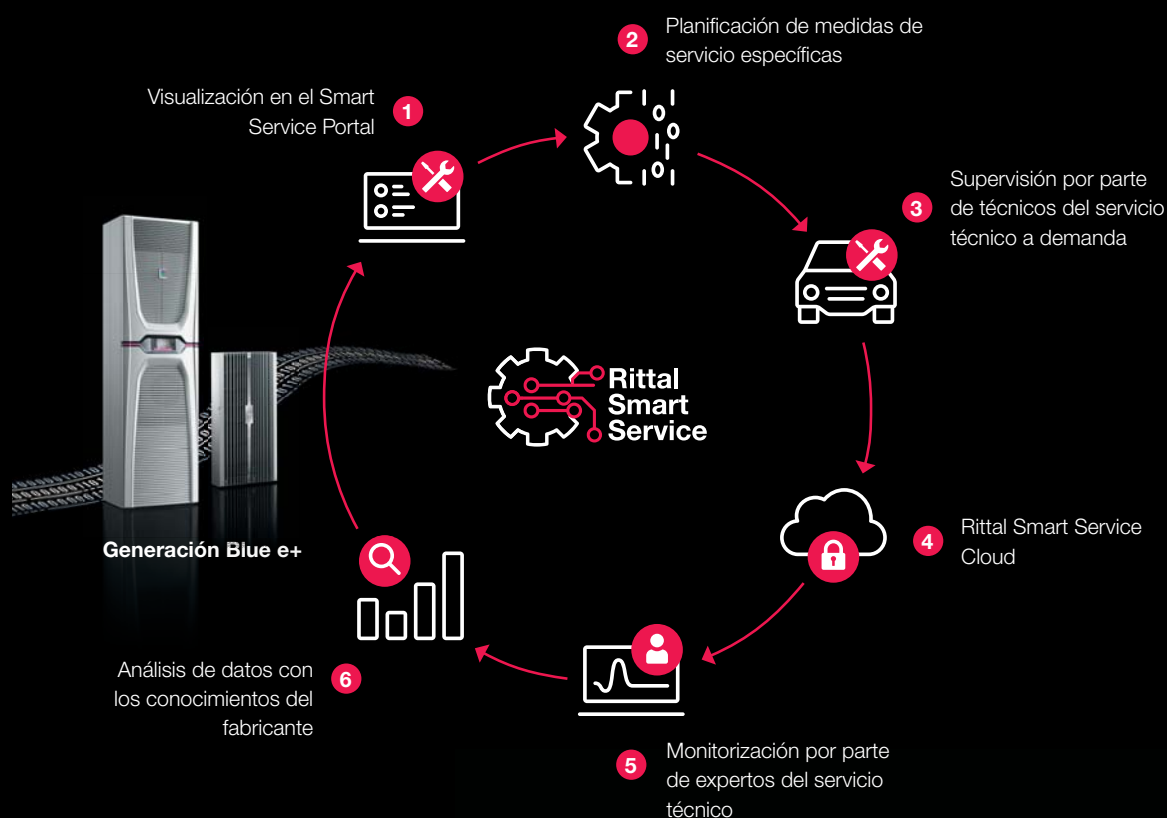 1
Visualización en el Smart
Service Portal
2
Planificación de medidas de
servicio específicas
3
Supervisión por parte
de técnicos del servicio
técnico a demanda
Rittal
Smart
Service
4
Rittal Smart Service
Cloud
5
Monitorización por parte
de expertos del servicio
técnico
6
Análisis de datos con
los conocimientos del
fabricante
Generación Blue e+